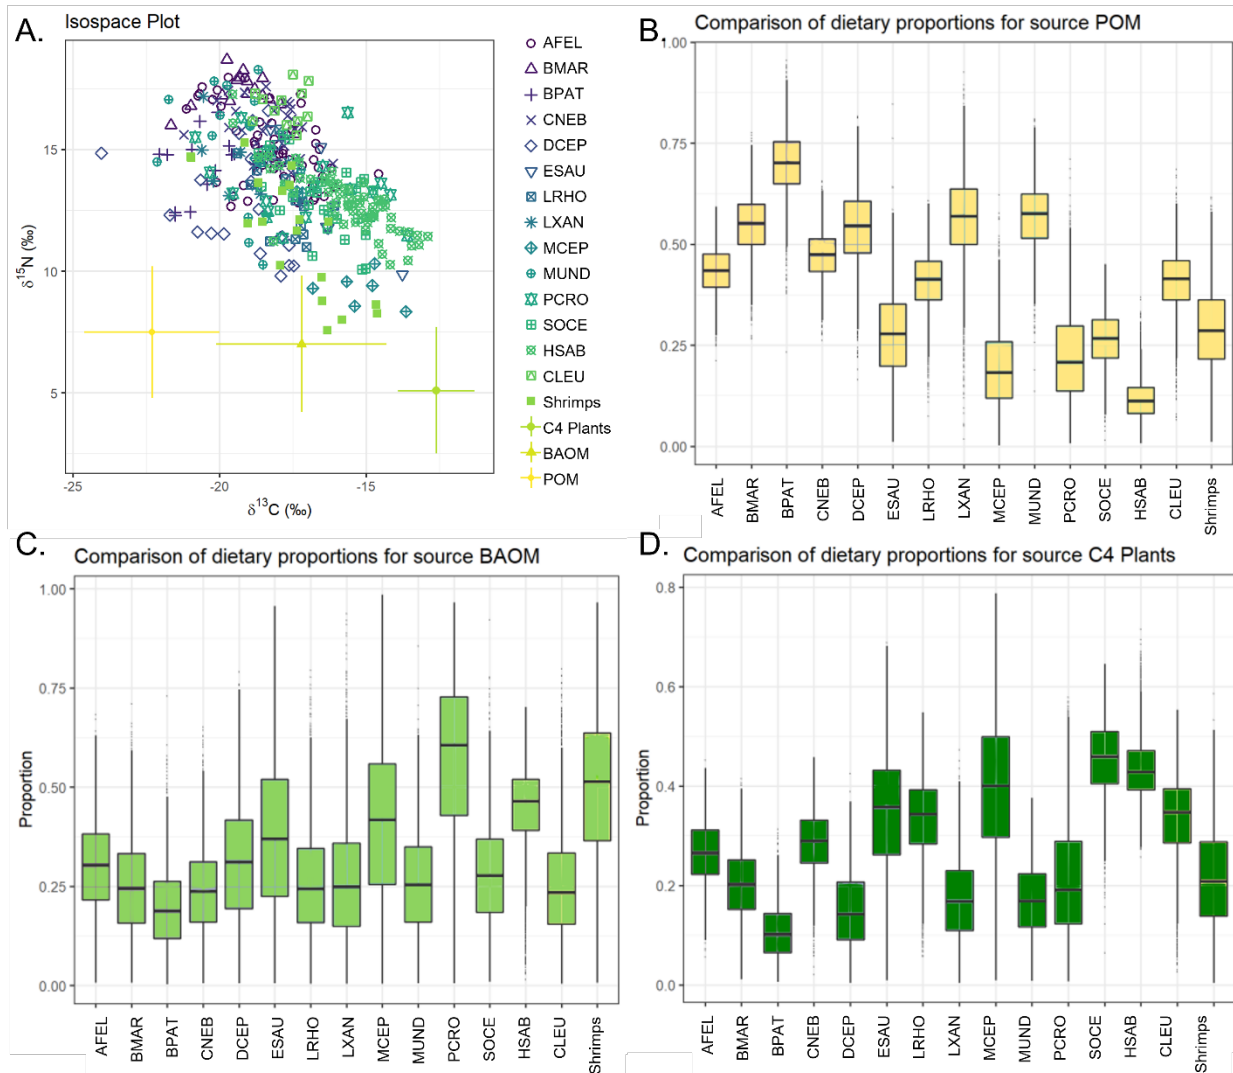 A.
Isospace Plot
15
10
5
-25
-20
-15
δ15N (‰)
δ13C (‰)
AFEL
BMAR
BPAT
CNEB
DCEP
ESAU
LRHO
LXAN
MCEP
MUND
PCRO
SOCE
HSAB
CLEU
Shrimps
C4 Plants
BAOM
POM
B.
Comparison of dietary proportions for source POM
1.00
0.75
0.50
0.25
0.00
AFEL
BMAR
BPAT
CNEB
DCEP
ESAU
LRHO
LXAN
MCEP
MUND
PCRO
SOCE
HSAB
CLEU
Shrimps
C.
Comparison of dietary proportions for source BAOM
1.00
0.75
0.50
0.25
0.00
Proportion
AFEL
BMAR
BPAT
CNEB
DCEP
ESAU
LRHO
LXAN
MCEP
MUND
PCRO
SOCE
HSAB
CLEU
Shrimps
D.
Comparison of dietary proportions for source C4 Plants
0.8
0.6
0.4
0.2
0.0
Proportion
AFEL
BMAR
BPAT
CNEB
DCEP
ESAU
LRHO
LXAN
MCEP
MUND
PCRO
SOCE
HSAB
CLEU
Shrimps